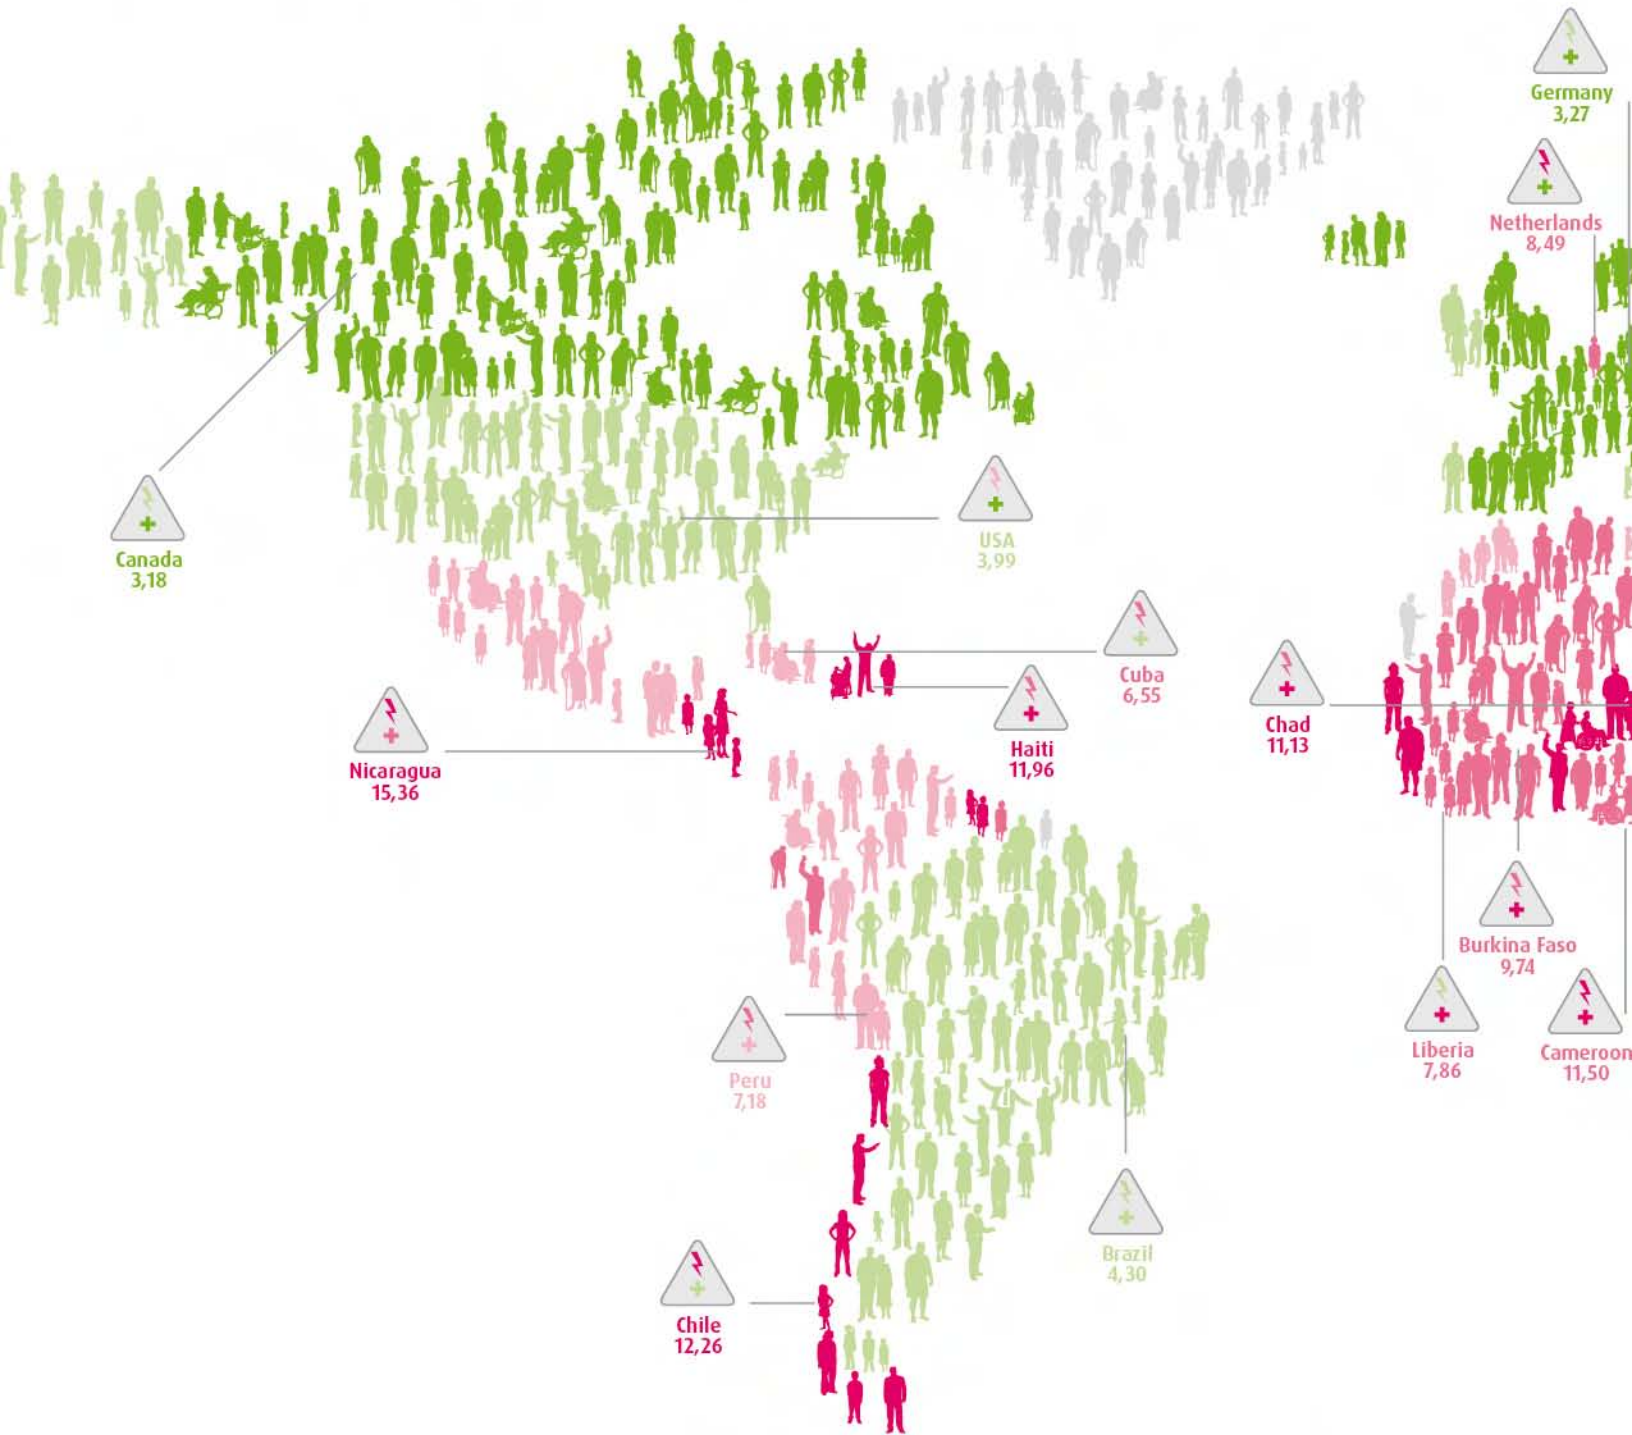 Germany
3,27
Netherlands
8,49
Canada
3,18
USA
3,99
Cuba
6,55
Haiti
11,96
Chad
11,13
Nicaragua
15,36
Burkina Faso
9,74
Liberia
7,86
Cameroon
11,50
Peru
7,18
Brazil
4,30
Chile
12,26